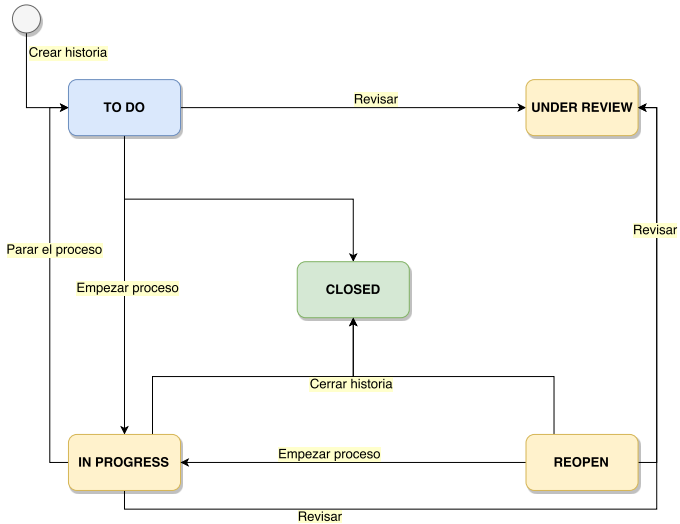 Crear historia
TO DO
Revisar
UNDER REVIEW
Parar el proceso
Revisar
Empezar proceso
CLOSED
Cerrar historia
IN PROGRESS
Empezar proceso
REOPEN
Revisar